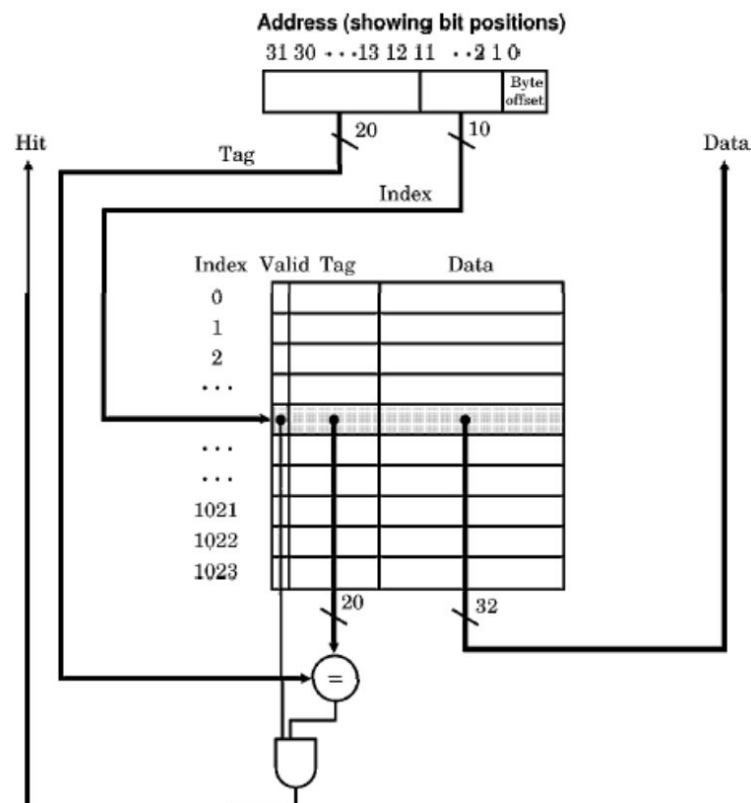 Address (showing bit positions)
31 30 · · ·13 12 11 · ·2 1 0
Byte
offset
20
10
Hit
Tag
Data
Index
Index Valid Tag Data
0
1
2
· · ·
· · ·
· · ·
1021
1022
1023
20
32
=